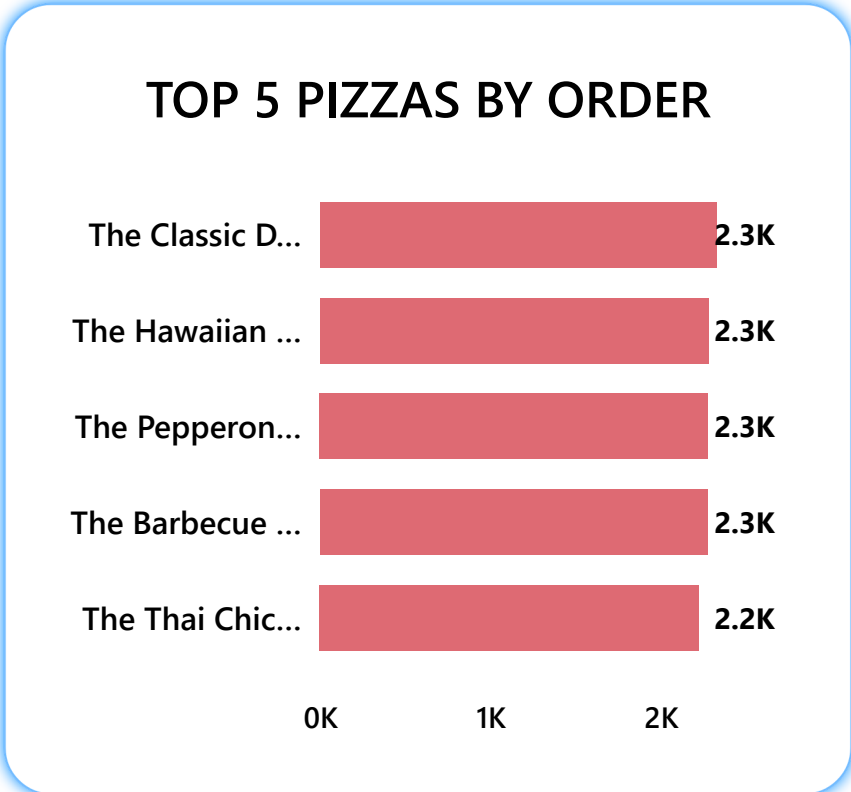 TOP 5 PIZZAS BY ORDER
The Classic D... 2.3K
The Hawaiian ... 2.3K
The Pepperon... 2.3K
The Barbecue ... 2.3K
The Thai Chic... 2.2K
0K 1K 2K